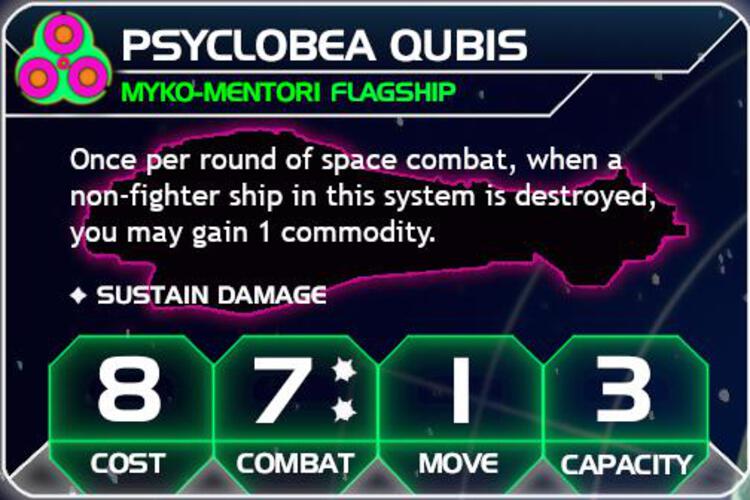 PSYCLOBEA QUBIS
MYKO-MENTORI FLAGSHIP
Once per round of space combat, when a
non-fighter ship in this system is destroyed,
you may gain 1 commodity.
SUSTAIN DAMAGE
8 7 1 3
COST COMBAT MOVE CAPACITY